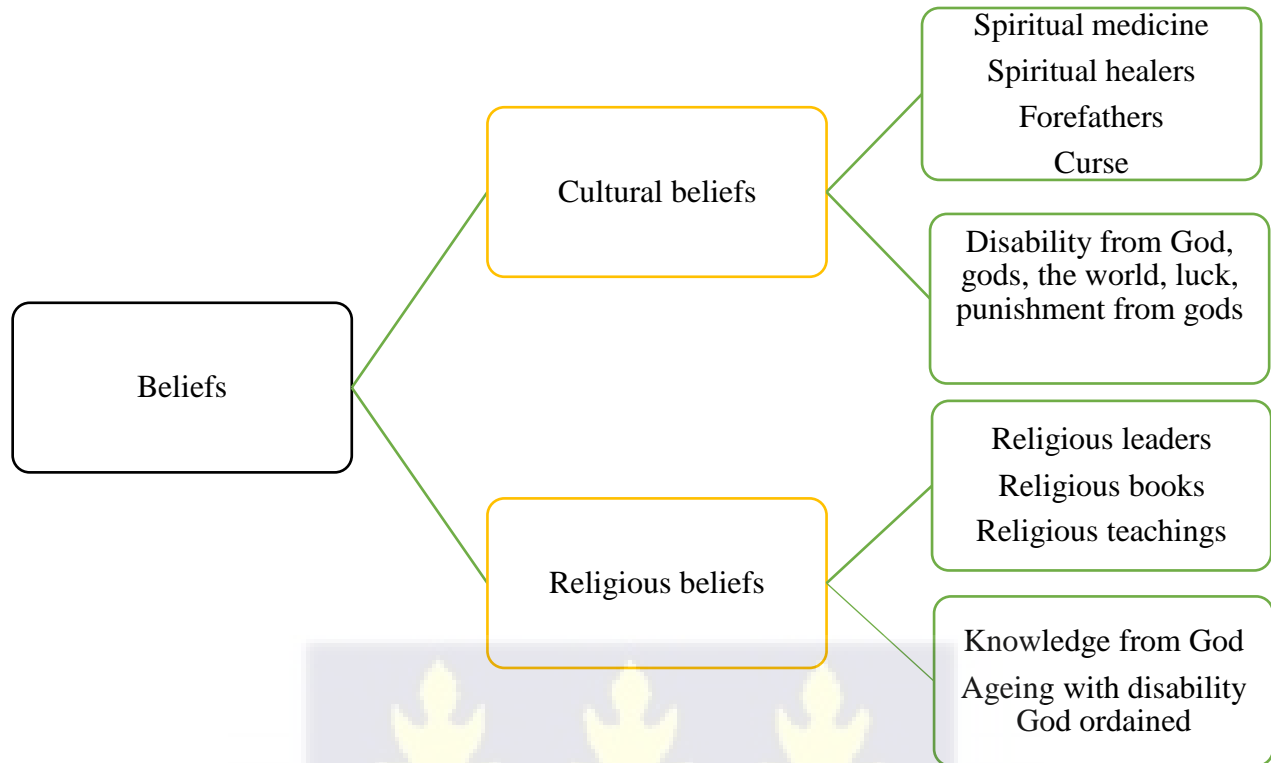 Beliefs
Cultural beliefs
Spiritual medicine
Spiritual healers
Forefathers
Curse
Disability from God,
gods, the world, luck,
punishment from gods
Religious beliefs
Religious leaders
Religious books
Religious teachings
Knowledge from God
Ageing with disability
God ordained